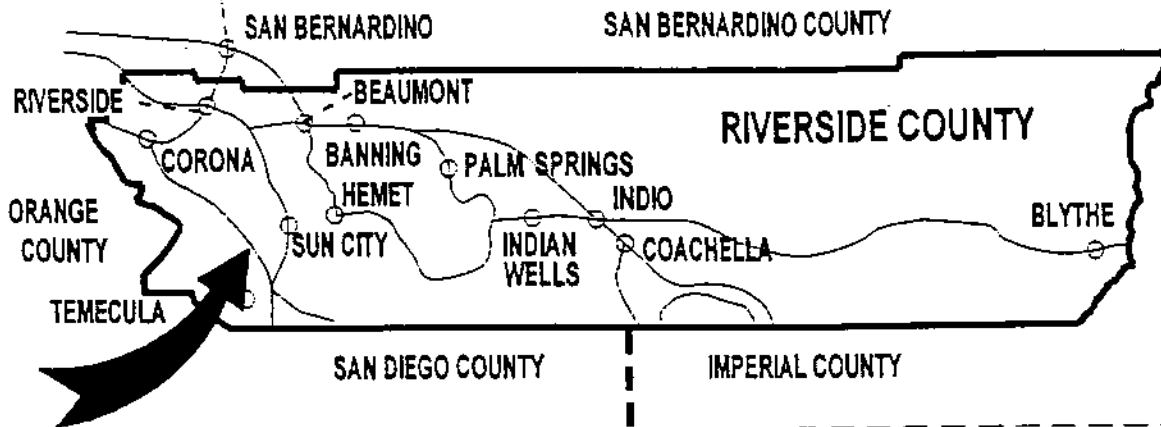 SAN BERNARDINO
SAN BERNARDINO COUNTY
RIVERSIDE
BEAUMONT
RIVERSIDE COUNTY
CORONA
BANNING
PALM SPRINGS
HEMET
ORANGE
COUNTY
INDIO
BLYTHE
SUN CITY
INDIAN
WELLS
COACHELLA
TEMECULA
SAN DIEGO COUNTY
IMPERIAL COUNTY